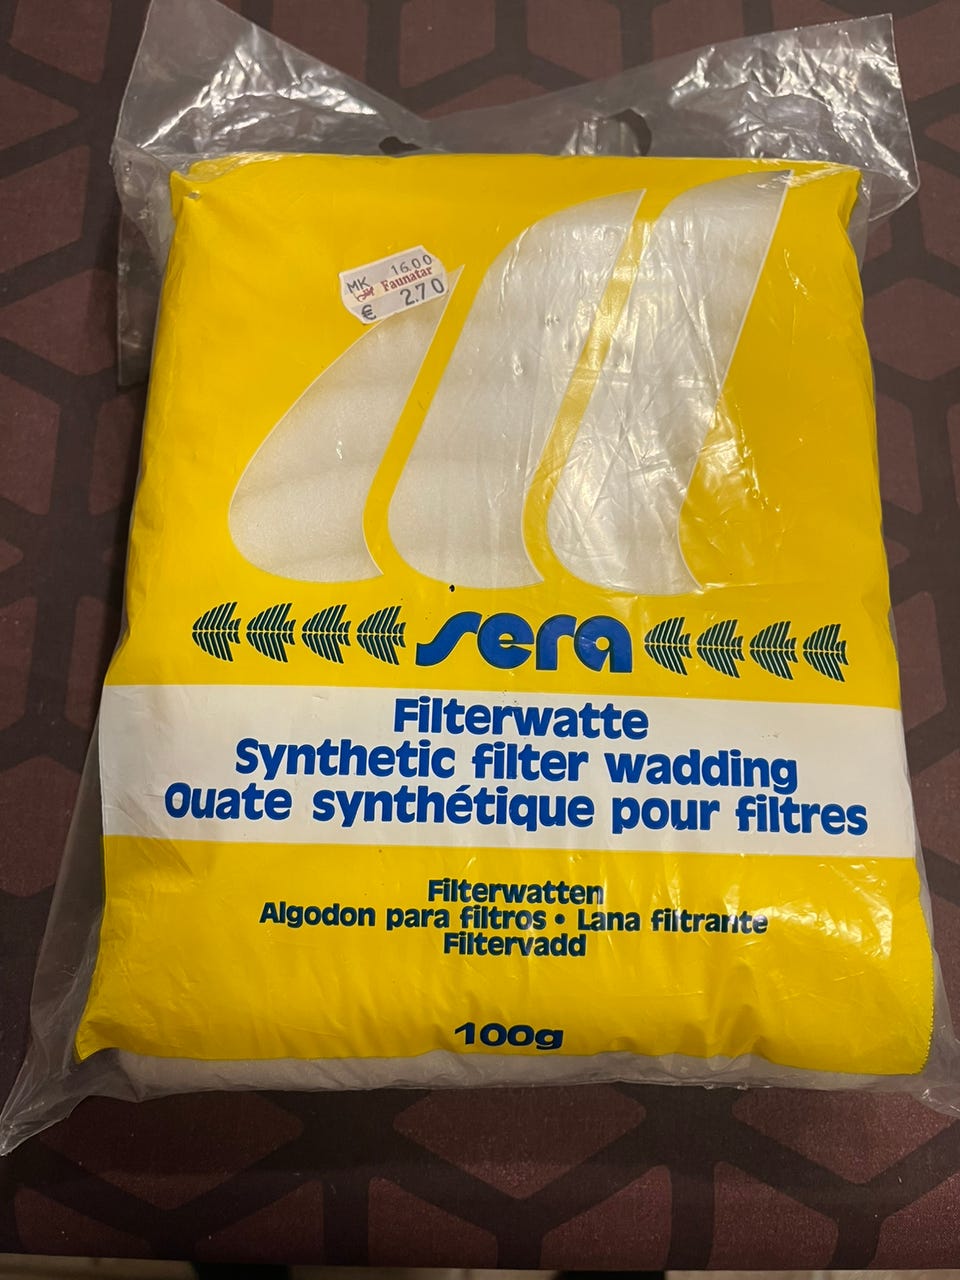 MK 16.00
Faunatar
€ 2.70
sera
Filterwatte
Synthetic filter wadding
Ouate synthétique pour filtres
Filterwatten
Algodon para filtros • Lana filtrante
Filtervadd
100g